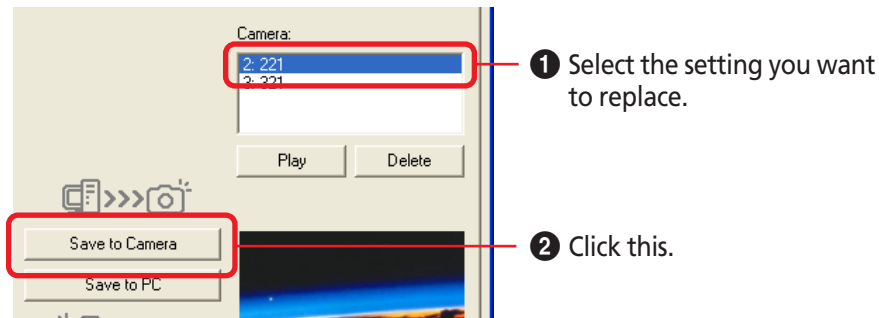 Camera:
2: 221
3: 321
Play
Delete
Save to Camera
Save to PC
❶ Select the setting you want
to replace.
❷ Click this.